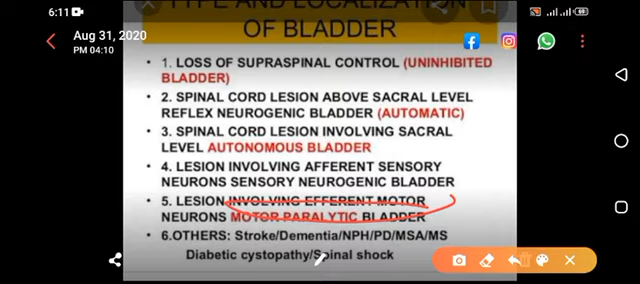 6:11
Aug 31, 2020
PM 04:10
TYPE AND LOCALIZATION
OF BLADDER
• 1. LOSS OF SUPRASPINAL CONTROL (UNINHIBITED
BLADDER)
• 2. SPINAL CORD LESION ABOVE SACRAL LEVEL
REFLEX NEUROGENIC BLADDER (AUTOMATIC)
• 3. SPINAL CORD LESION INVOLVING SACRAL
LEVEL AUTONOMOUS BLADDER
• 4. LESION INVOLVING AFFERENT SENSORY
NEURONS SENSORY NEUROGENIC BLADDER
• 5. LESION INVOLVING EFFERENT MOTOR
NEURONS MOTOR PARALYTIC BLADDER
• 6.OTHERS: Stroke/Dementia/NPH/PD/MSA/MS
Diabetic cystopathy/Spinal shock